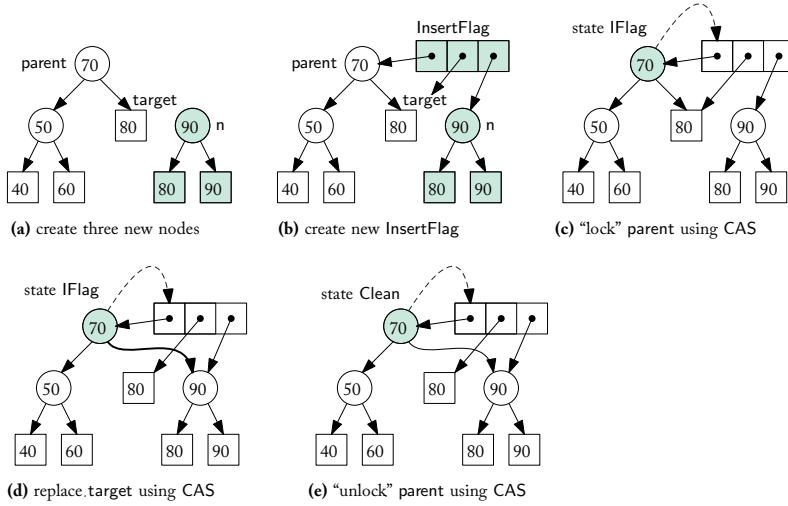 InsertFlag
state IFlag
parent 70
parent 70
70
target
target
50 80 90 n
50 80 90 n
50 80 90
40 60 80 90
40 60 80 90
40 60 80 90
(a) create three new nodes
(b) create new InsertFlag
(c) “lock” parent using CAS
state IFlag
state Clean
70
70
50 80 90
50 80 90
40 60 80 90
40 60 80 90
(d) replace target using CAS
(e) “unlock” parent using CAS